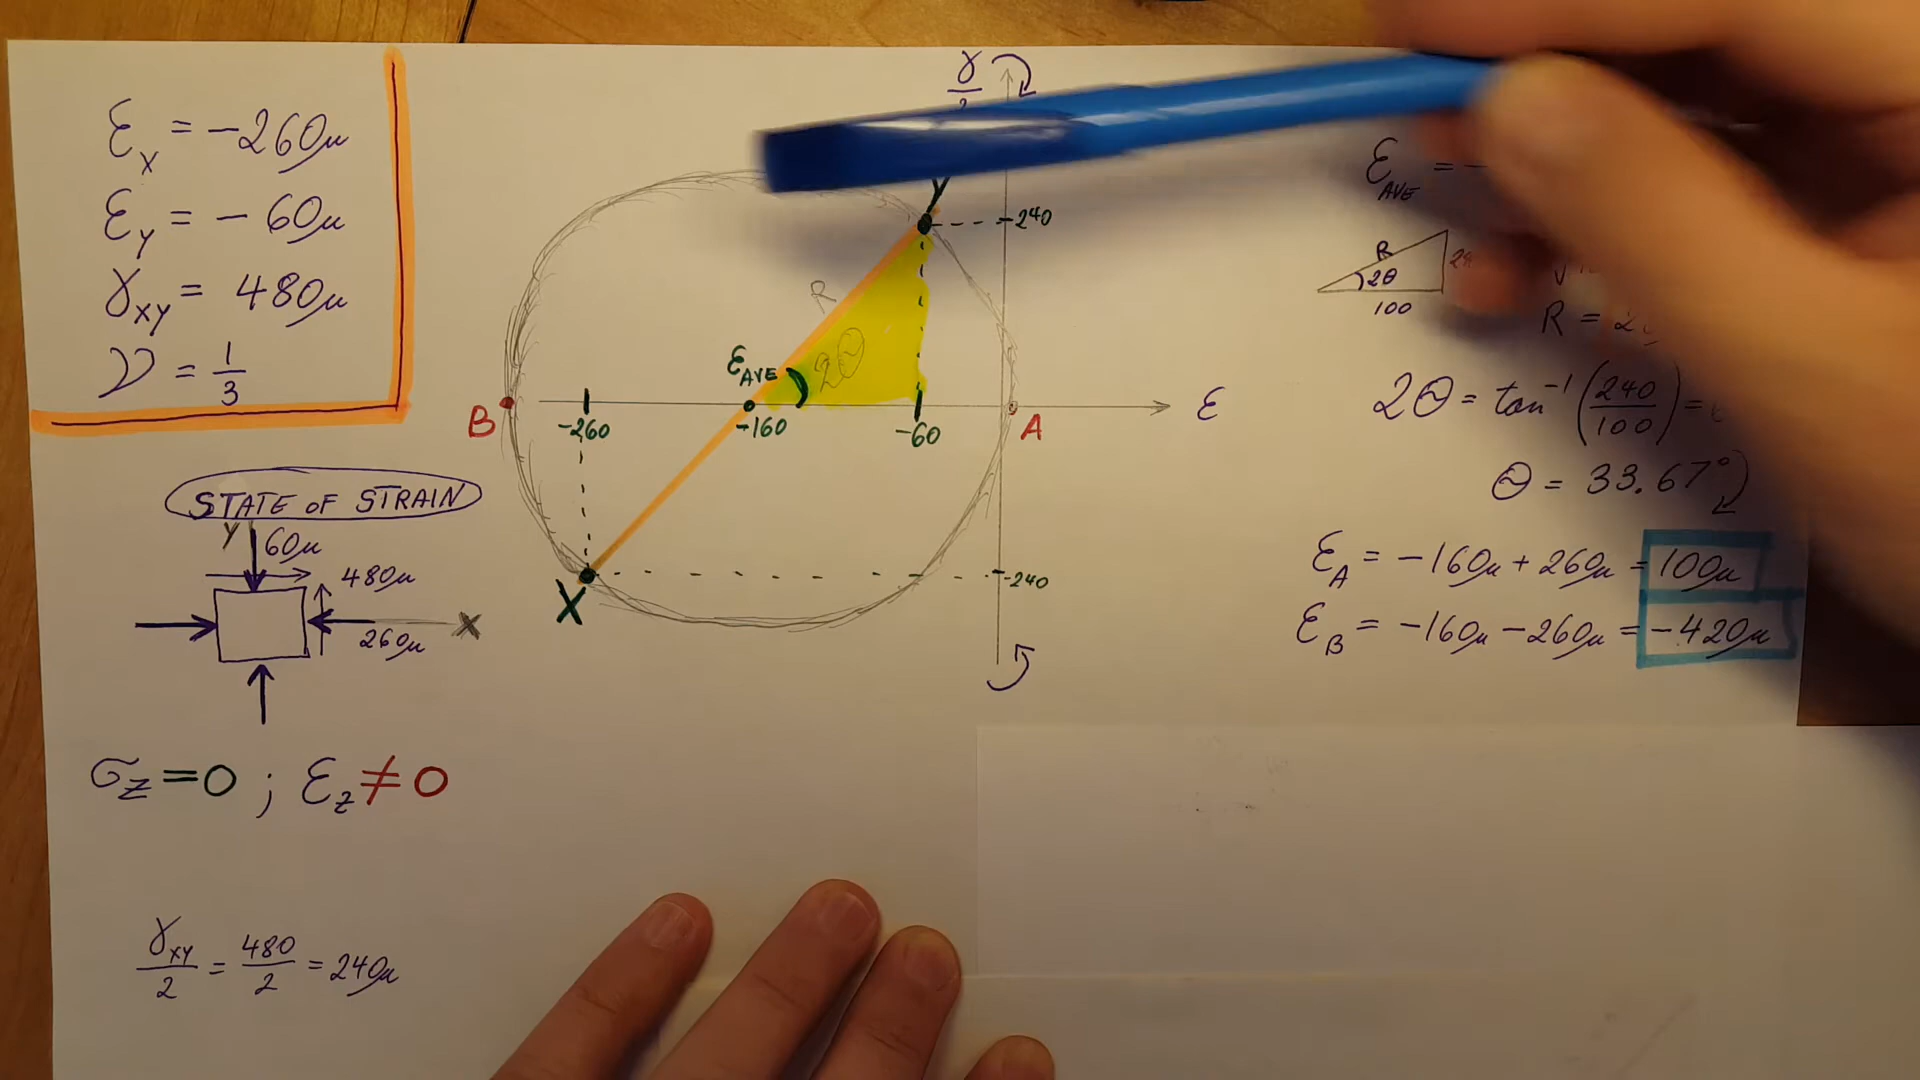 εx = -260μ
εy = -60μ
γxy = 480μ
ν = 1/3
STATE OF STRAIN
Y
60μ
480μ
260μ
X
σz = 0 ; εz ≠ 0
γxy/2 = 480/2 = 240μ
γ
Y
240
R
εAVE
2θ
B
-260
-160
-60
A
ε
X
-240
εAVE = -
R
2θ
100
R = 2
2θ = tan⁻¹(240/100) =
θ = 33.67°
εA = -160μ + 260μ = 100μ
εB = -160μ - 260μ = -420μ